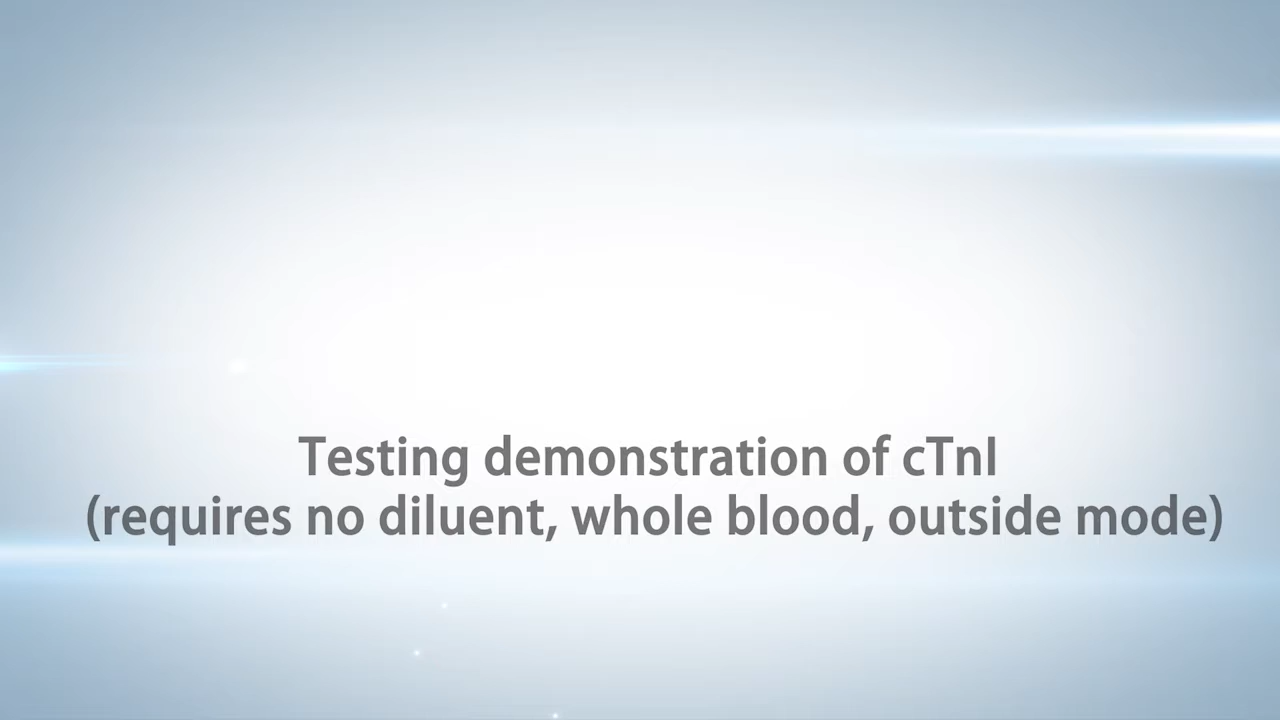 Testing demonstration of cTnI
(requires no diluent, whole blood, outside mode)